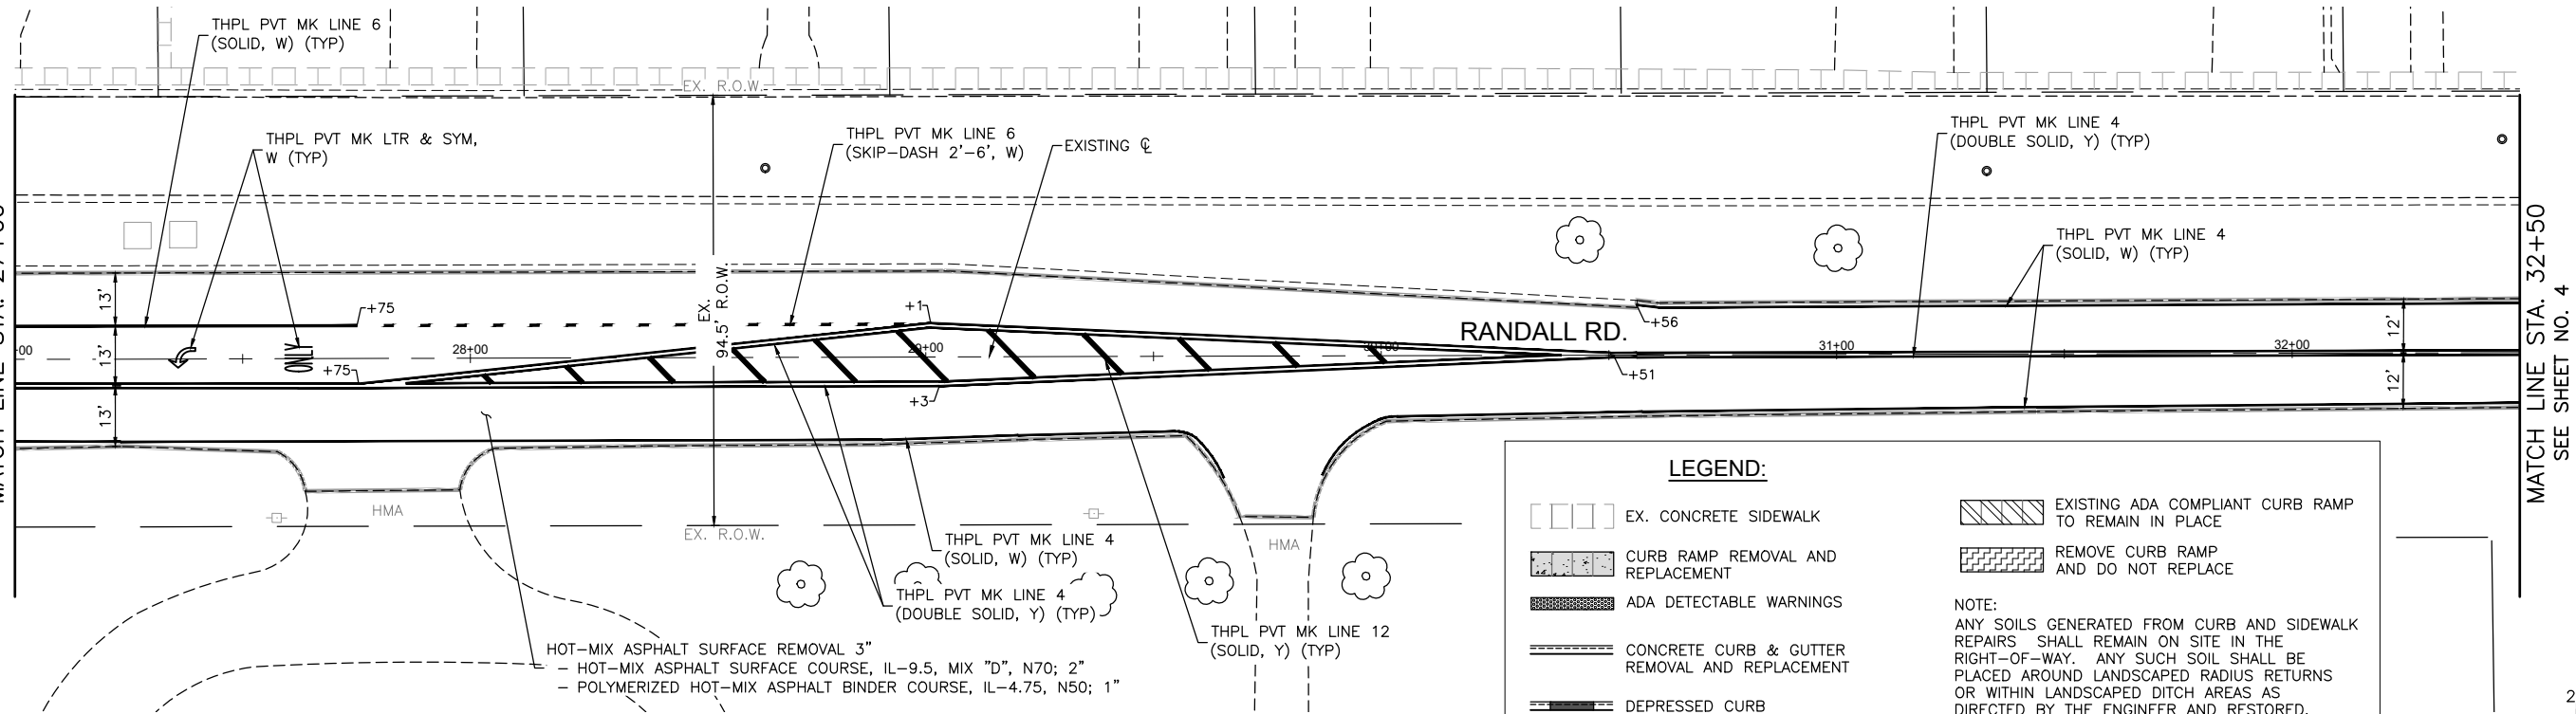 THPL PVT MK LINE 6
(SOLID, W) (TYP)
EX. R.O.W.
THPL PVT MK LTR & SYM,
W (TYP)
THPL PVT MK LINE 6
(SKIP-DASH 2'-6', W)
EXISTING ℄
THPL PVT MK LINE 4
(DOUBLE SOLID, Y) (TYP)
THPL PVT MK LINE 4
(SOLID, W) (TYP)
EX.
94.5' R.O.W.
13'
13'
13'
+75
+75
ONLY
+1
+3
+56
+51
RANDALL RD.
28+00
29+00
31+00
32+00
12'
12'
MATCH LINE STA. 32+50
SEE SHEET NO. 4
HMA
EX. R.O.W.
HMA
THPL PVT MK LINE 4
(SOLID, W) (TYP)
THPL PVT MK LINE 4
(DOUBLE SOLID, Y) (TYP)
THPL PVT MK LINE 12
(SOLID, Y) (TYP)
HOT-MIX ASPHALT SURFACE REMOVAL 3"
- HOT-MIX ASPHALT SURFACE COURSE, IL-9.5, MIX "D", N70; 2"
- POLYMERIZED HOT-MIX ASPHALT BINDER COURSE, IL-4.75, N50; 1"
LEGEND:
EX. CONCRETE SIDEWALK
CURB RAMP REMOVAL AND
REPLACEMENT
ADA DETECTABLE WARNINGS
CONCRETE CURB & GUTTER
REMOVAL AND REPLACEMENT
DEPRESSED CURB
EXISTING ADA COMPLIANT CURB RAMP
TO REMAIN IN PLACE
REMOVE CURB RAMP
AND DO NOT REPLACE
NOTE:
ANY SOILS GENERATED FROM CURB AND SIDEWALK
REPAIRS SHALL REMAIN ON SITE IN THE
RIGHT-OF-WAY. ANY SUCH SOIL SHALL BE
PLACED AROUND LANDSCAPED RADIUS RETURNS
OR WITHIN LANDSCAPED DITCH AREAS AS
DIRECTED BY THE ENGINEER AND RESTORED.
2